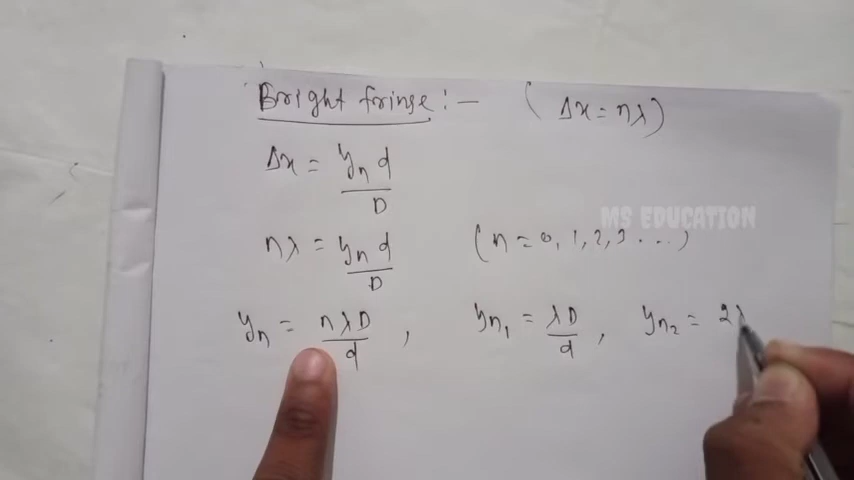 Bright fringe :- (Δx = nλ)
Δx = yₙ d / D
MS EDUCATION
nλ = yₙ d / D (n = 0, 1, 2, 3 ....)
yₙ = nλD / d , yₙ₁ = λD / d , yₙ₂ = 2λ